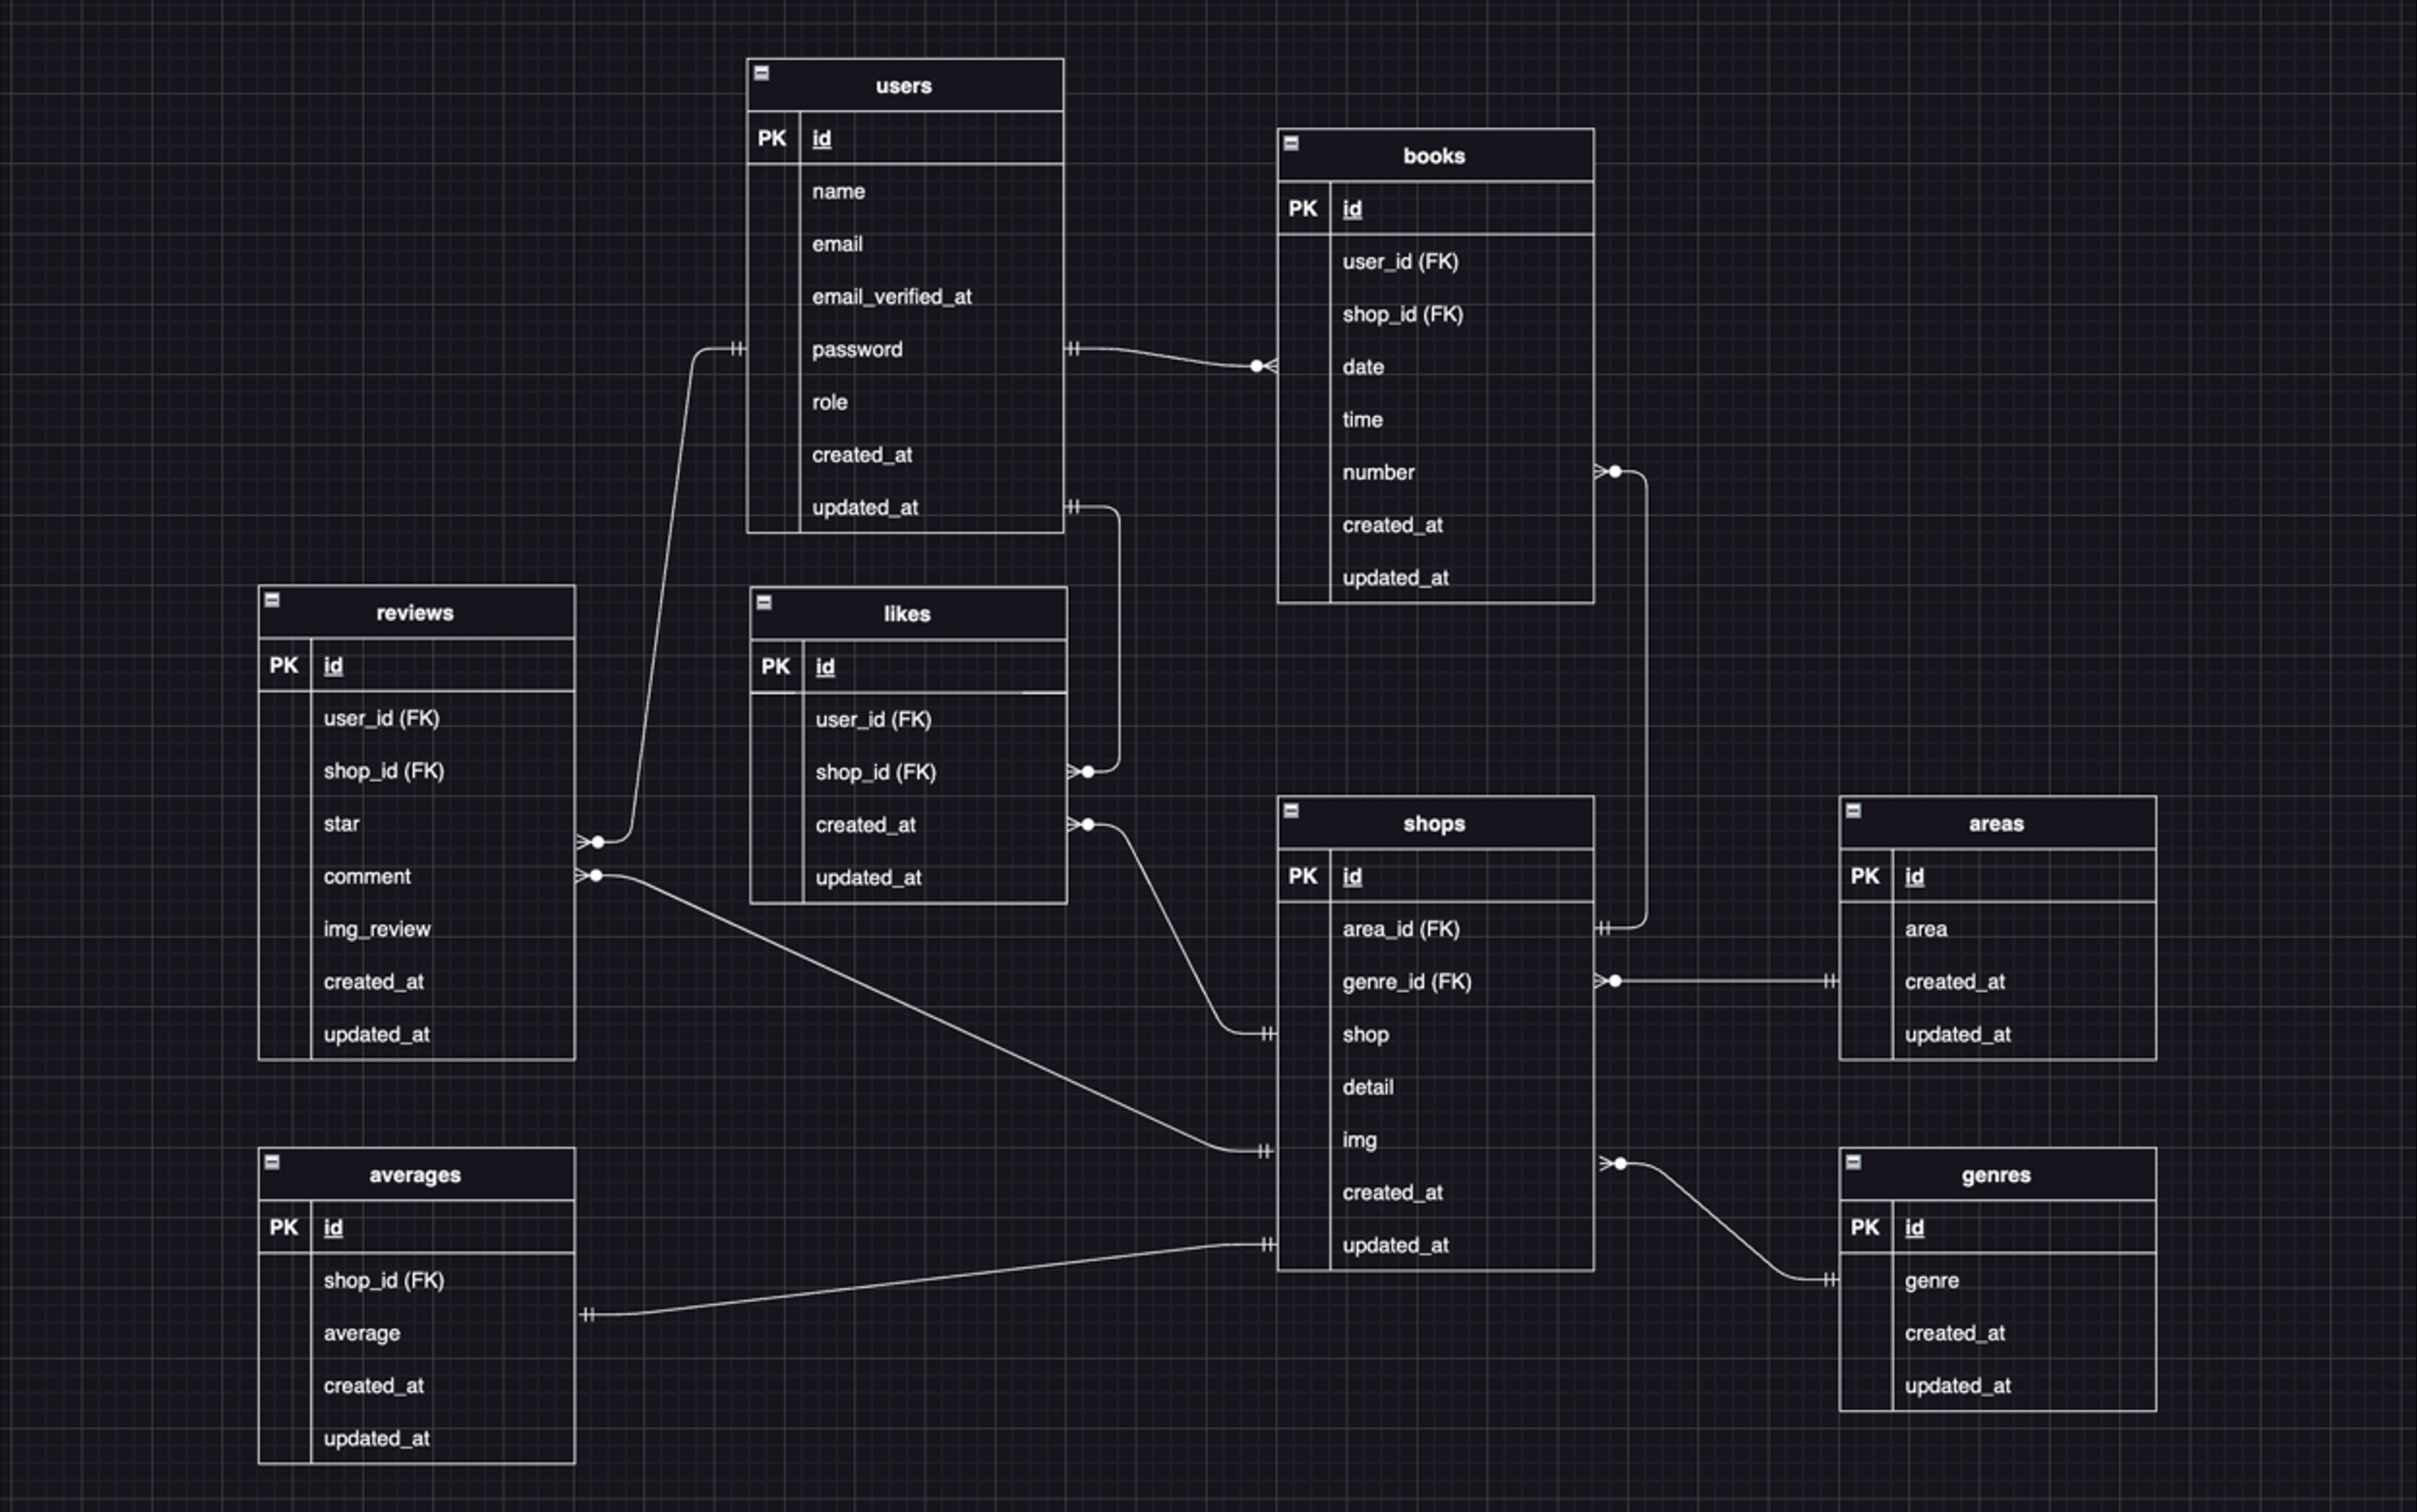 users
PK id
name
email
email_verified_at
password
role
created_at
updated_at
books
PK id
user_id (FK)
shop_id (FK)
date
time
number
created_at
updated_at
reviews
PK id
user_id (FK)
shop_id (FK)
star
comment
img_review
created_at
updated_at
likes
PK id
user_id (FK)
shop_id (FK)
created_at
updated_at
shops
PK id
area_id (FK)
genre_id (FK)
shop
detail
img
created_at
updated_at
areas
PK id
area
created_at
updated_at
averages
PK id
shop_id (FK)
average
created_at
updated_at
genres
PK id
genre
created_at
updated_at